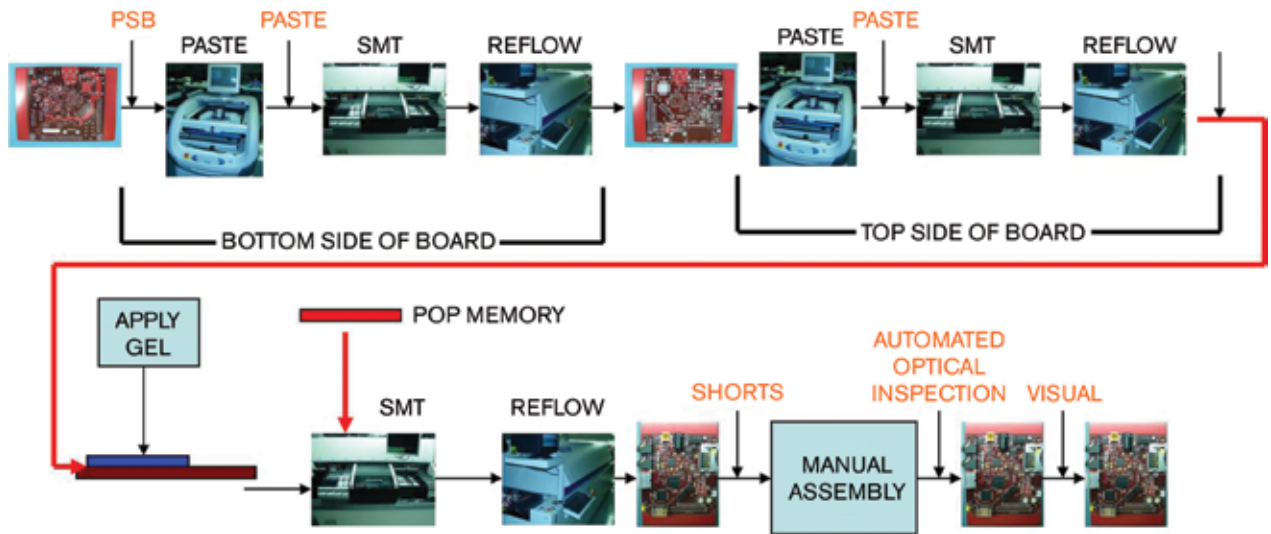 PSB
PASTE
PASTE
SMT
REFLOW
PASTE
PASTE
SMT
REFLOW
BOTTOM SIDE OF BOARD
TOP SIDE OF BOARD
APPLY
GEL
POP MEMORY
SMT
REFLOW
SHORTS
MANUAL
ASSEMBLY
AUTOMATED
OPTICAL
INSPECTION
VISUAL